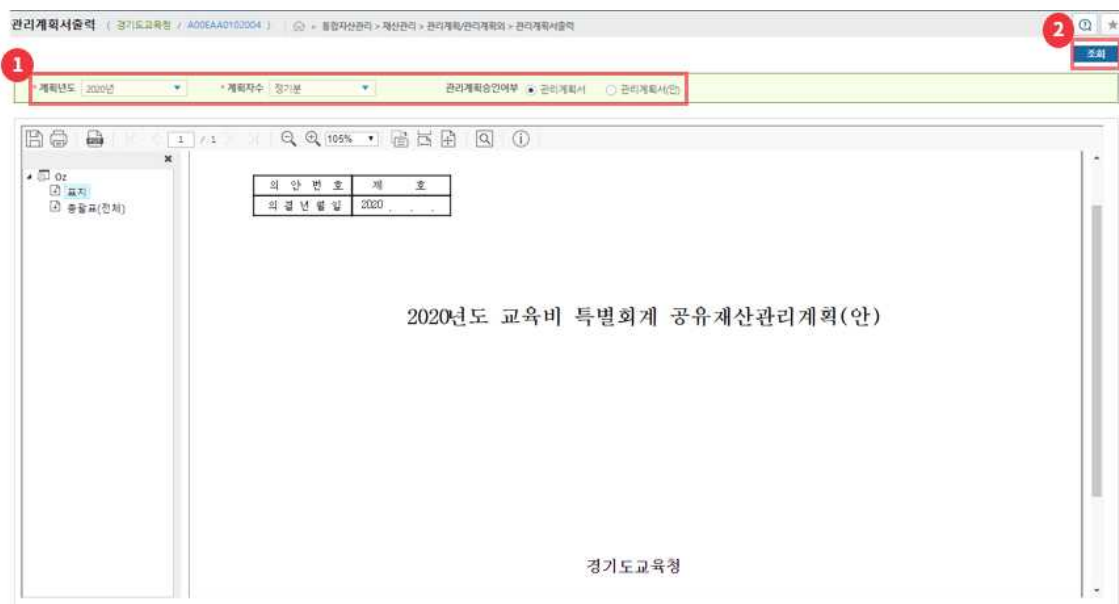 관리계획서출력 ( 경기도교육청 / A00EAA0102004 ) > 통합자산관리 > 재산관리 > 관리계획/관리계획외 > 관리계획서출력
2
조회
1
* 계획년도 2020년 * 계획차수 정기분 관리계획승인여부 관리계획서 관리계획서(안)
1 / 1 105%
Oz
표지
총괄표(전체)
의 안 번 호 제 호
의 결 년 월 일 2020 . . .
2020년도 교육비 특별회계 공유재산관리계획(안)
경기도교육청